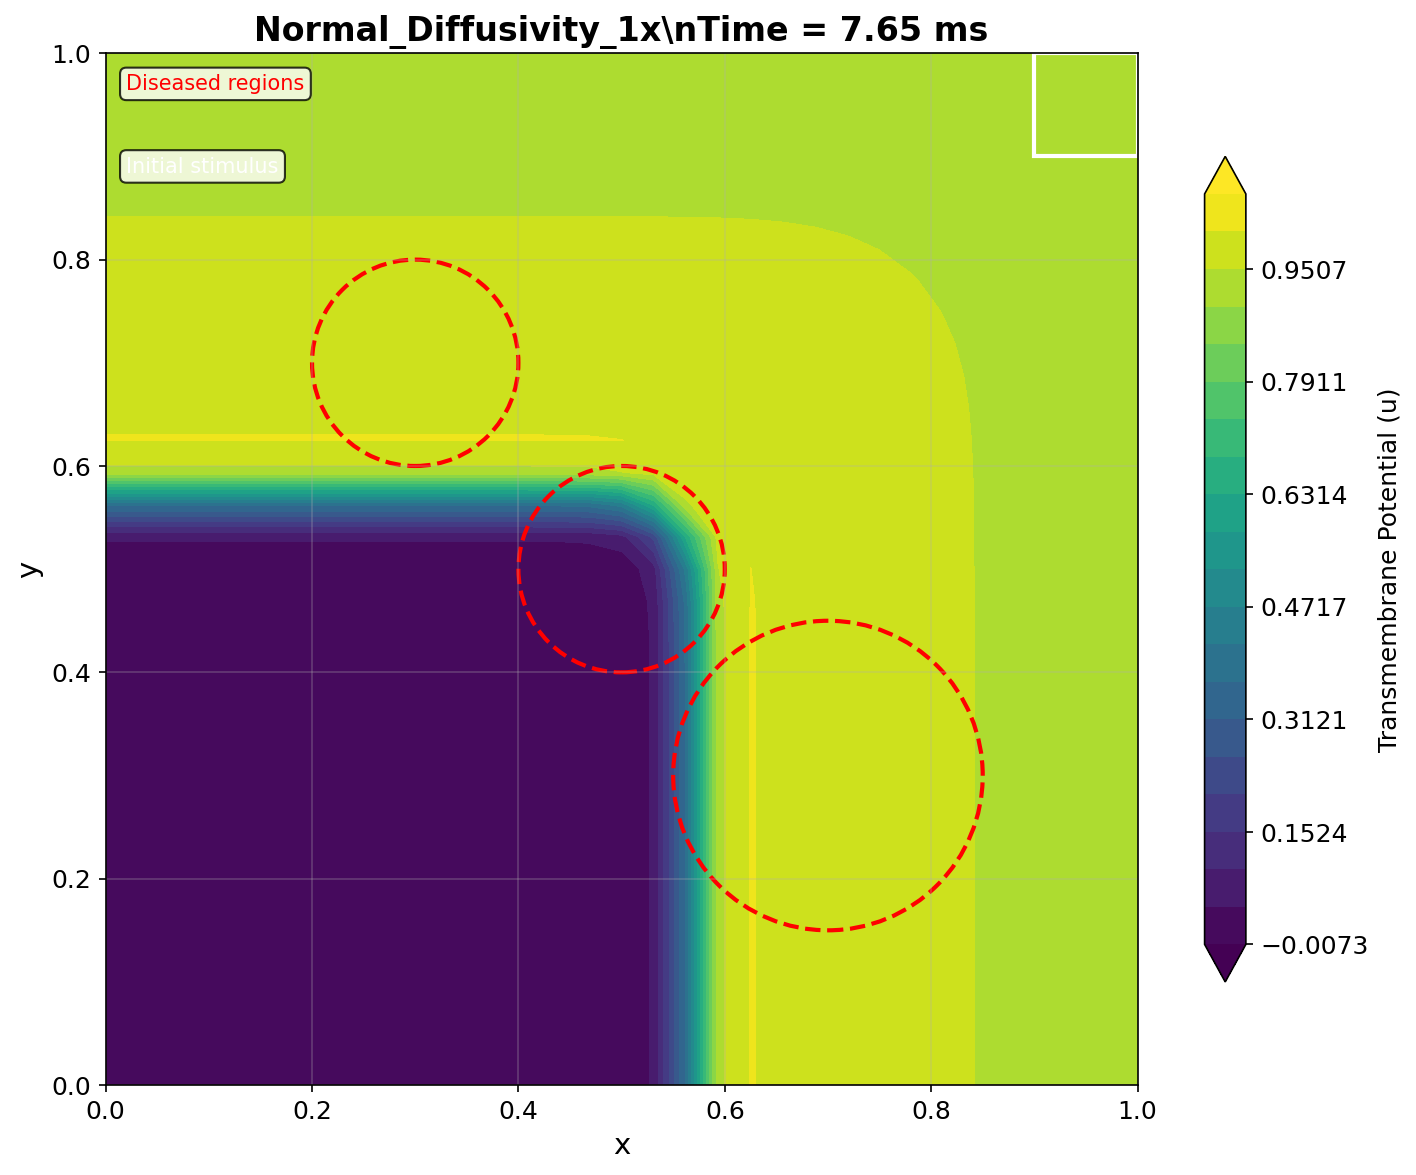 Normal_Diffusivity_1x\nTime = 7.65 ms
1.0
Diseased regions
Initial stimulus
0.8
0.6
0.4
0.2
0.0
y
0.0 0.2 0.4 0.6 0.8 1.0
x
0.9507
0.7911
0.6314
0.4717
0.3121
0.1524
−0.0073
Transmembrane Potential (u)